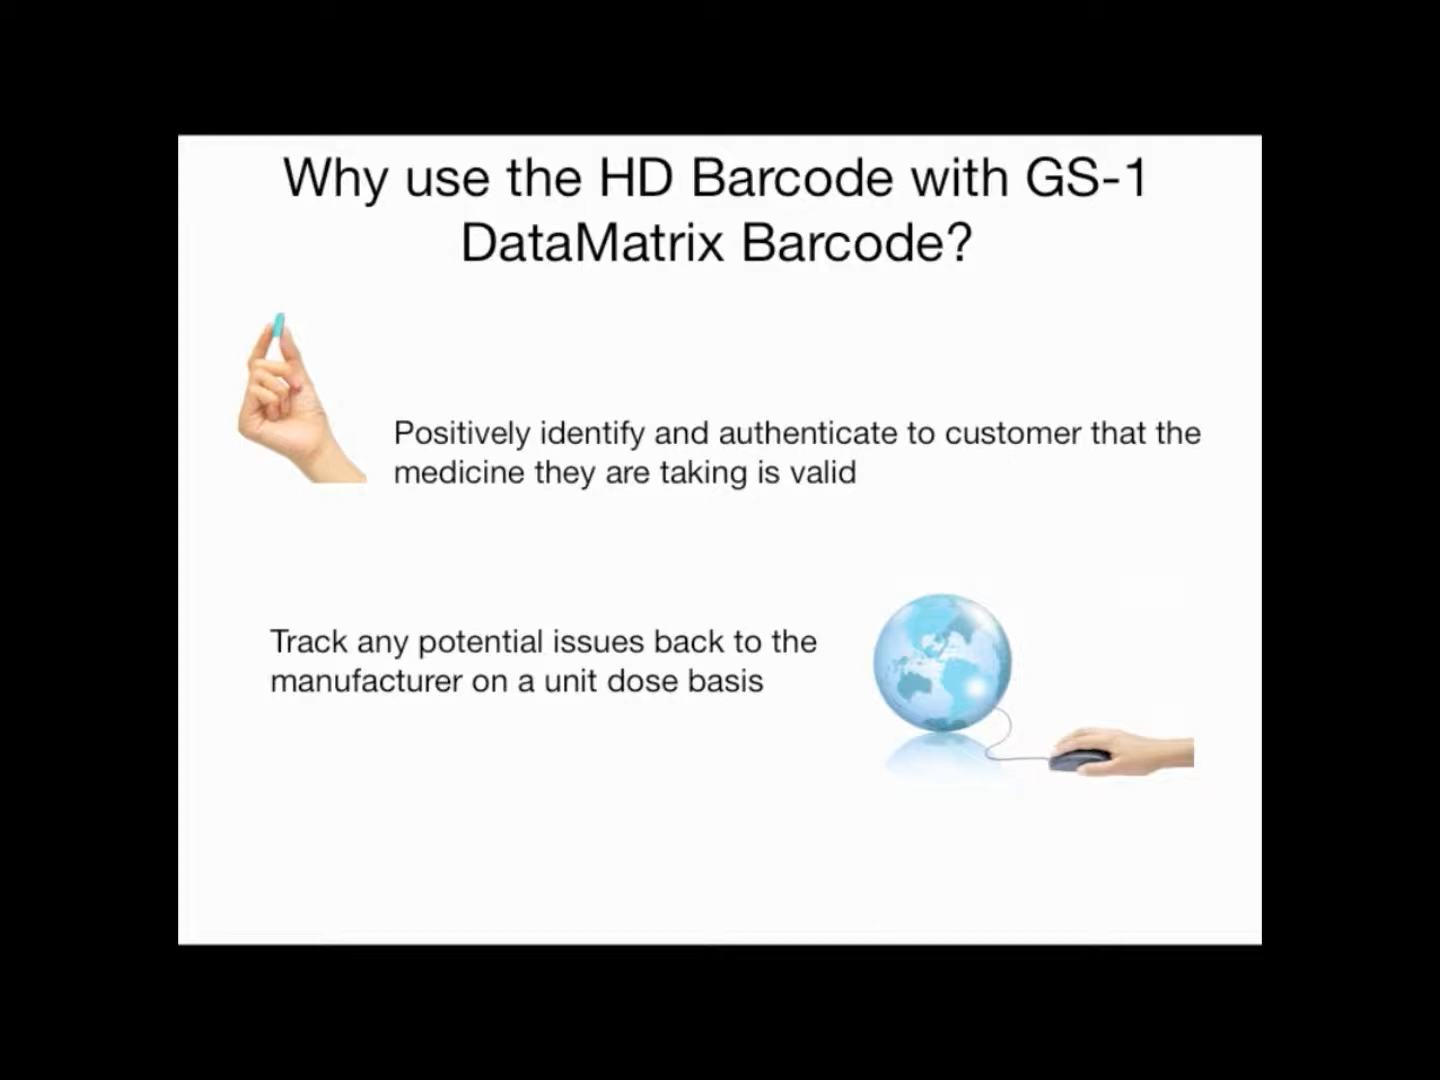 Why use the HD Barcode with GS-1
DataMatrix Barcode?
Positively identify and authenticate to customer that the
medicine they are taking is valid
Track any potential issues back to the
manufacturer on a unit dose basis